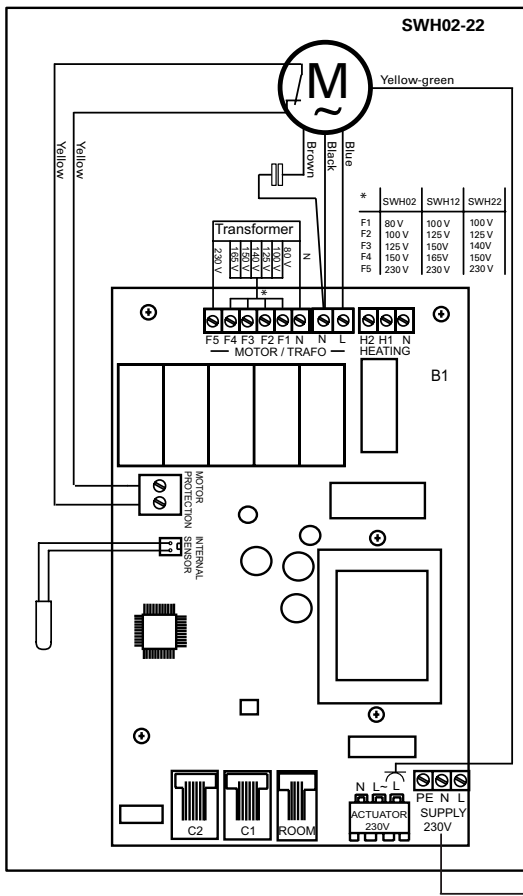 SWH02-22
M
~
Yellow-green
Yellow
Yellow
Brown
Black
Blue
* SWH02 SWH12 SWH22
F1 80 V 100 V 100 V
F2 100 V 125 V 125 V
F3 125 V 150V 140V
F4 150 V 165V 150V
F5 230 V 230 V 230 V
Transformer
230 V
165 V
150 V
140 V
125 V
100 V
80 V
N
*
F5 F4 F3 F2 F1 N N L
MOTOR / TRAFO
H2 H1 N
HEATING
B1
MOTOR
PROTECTION
INTERNAL
SENSOR
N L~ L
ACTUATOR
230V
PE N L
SUPPLY
230V
C2
C1
ROOM